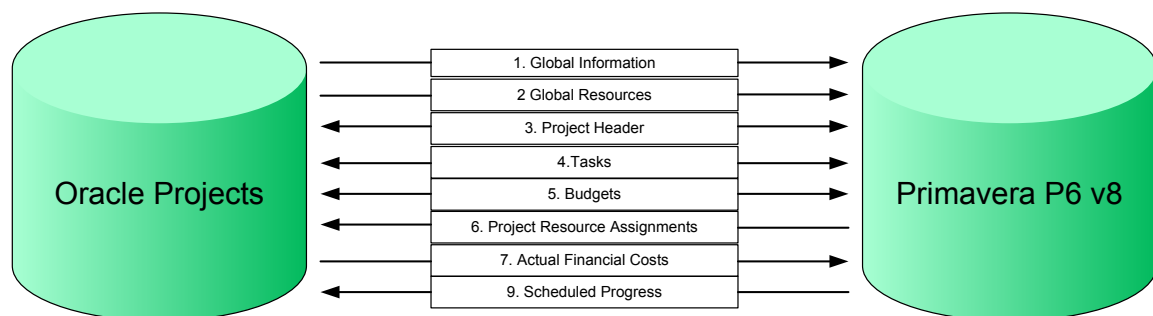 1. Global Information
2 Global Resources
3. Project Header
4.Tasks
Oracle Projects
5. Budgets
Primavera P6 v8
6. Project Resource Assignments
7. Actual Financial Costs
9. Scheduled Progress